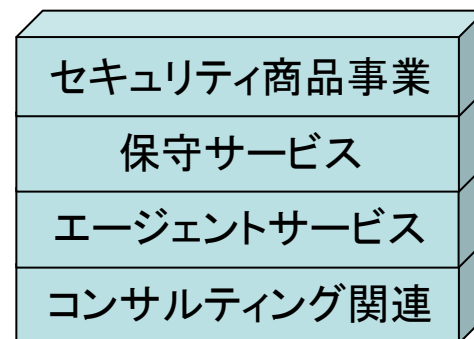 セキュリティ商品事業
保守サービス
エージェントサービス
コンサルティング関連